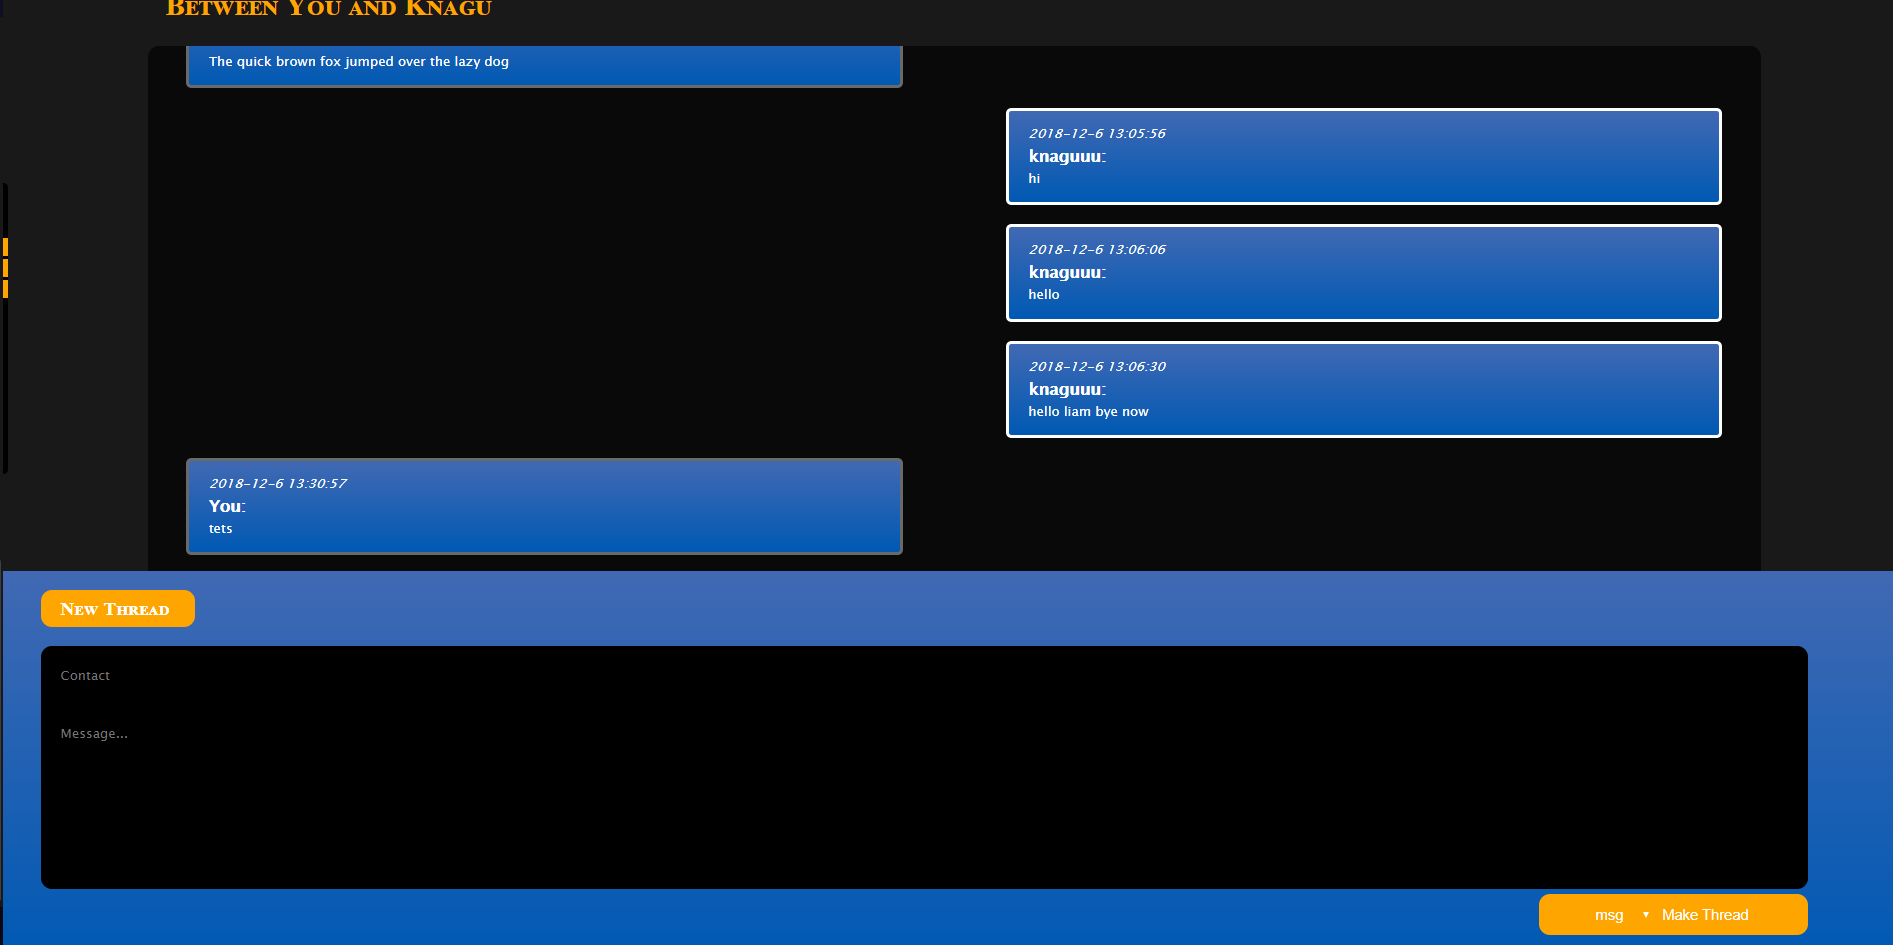 Between You and Knagu
The quick brown fox jumped over the lazy dog
2018-12-6 13:05:56
knaguuu:
hi
2018-12-6 13:06:06
knaguuu:
hello
2018-12-6 13:06:30
knaguuu:
hello liam bye now
2018-12-6 13:30:57
You:
tets
New Thread
Contact
Message...
msg ▾ Make Thread